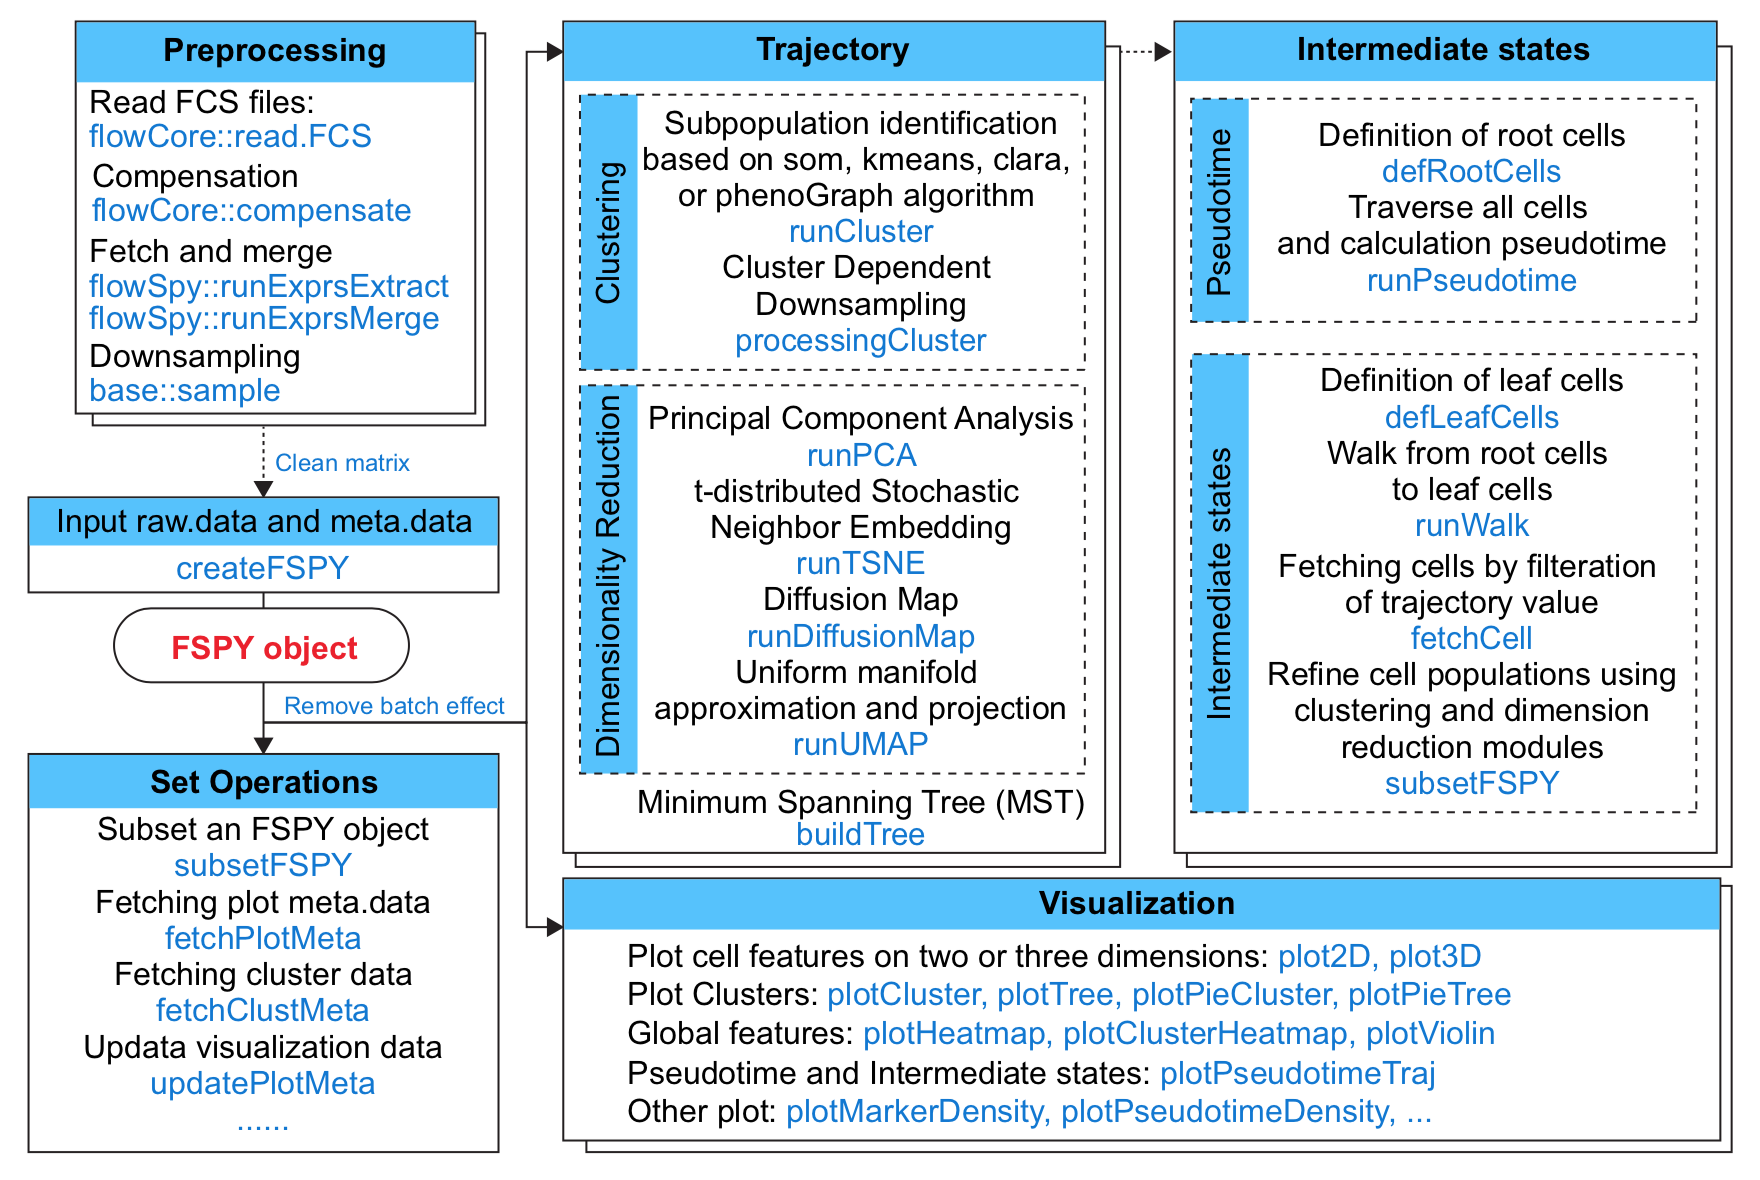 Preprocessing
Read FCS files:
flowCore::read.FCS
Compensation
flowCore::compensate
Fetch and merge
flowSpy::runExprsExtract
flowSpy::runExprsMerge
Downsampling
base::sample
Clean matrix
Input raw.data and meta.data
createFSPY
FSPY object
Remove batch effect
Set Operations
Subset an FSPY object
subsetFSPY
Fetching plot meta.data
fetchPlotMeta
Fetching cluster data
fetchClustMeta
Updata visualization data
updatePlotMeta
......
Trajectory
Clustering
Subpopulation identification
based on som, kmeans, clara,
or phenoGraph algorithm
runCluster
Cluster Dependent
Downsampling
processingCluster
Dimensionality Reduction
Principal Component Analysis
runPCA
t-distributed Stochastic
Neighbor Embedding
runTSNE
Diffusion Map
runDiffusionMap
Uniform manifold
approximation and projection
runUMAP
Minimum Spanning Tree (MST)
buildTree
Intermediate states
Pseudotime
Definition of root cells
defRootCells
Traverse all cells
and calculation pseudotime
runPseudotime
Intermediate states
Definition of leaf cells
defLeafCells
Walk from root cells
to leaf cells
runWalk
Fetching cells by filteration
of trajectory value
fetchCell
Refine cell populations using
clustering and dimension
reduction modules
subsetFSPY
Visualization
Plot cell features on two or three dimensions: plot2D, plot3D
Plot Clusters: plotCluster, plotTree, plotPieCluster, plotPieTree
Global features: plotHeatmap, plotClusterHeatmap, plotViolin
Pseudotime and Intermediate states: plotPseudotimeTraj
Other plot: plotMarkerDensity, plotPseudotimeDensity, ...